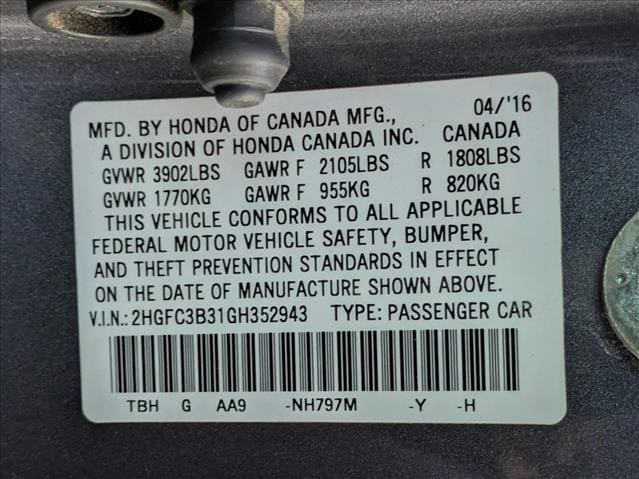 MFD. BY HONDA OF CANADA MFG., 04/'16
A DIVISION OF HONDA CANADA INC. CANADA
GVWR 3902LBS GAWR F 2105LBS R 1808LBS
GVWR 1770KG GAWR F 955KG R 820KG
THIS VEHICLE CONFORMS TO ALL APPLICABLE
FEDERAL MOTOR VEHICLE SAFETY, BUMPER,
AND THEFT PREVENTION STANDARDS IN EFFECT
ON THE DATE OF MANUFACTURE SHOWN ABOVE.
V.I.N.: 2HGFC3B31GH352943 TYPE: PASSENGER CAR
TBH G AA9 -NH797M -Y -H